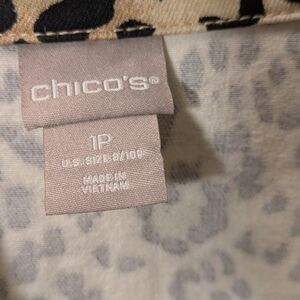 chico's®
1P
U.S. SIZE 8/10P
MADE IN
VIETNAM